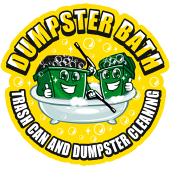 DUMPSTER BATH
TRASH CAN AND DUMPSTER CLEANING